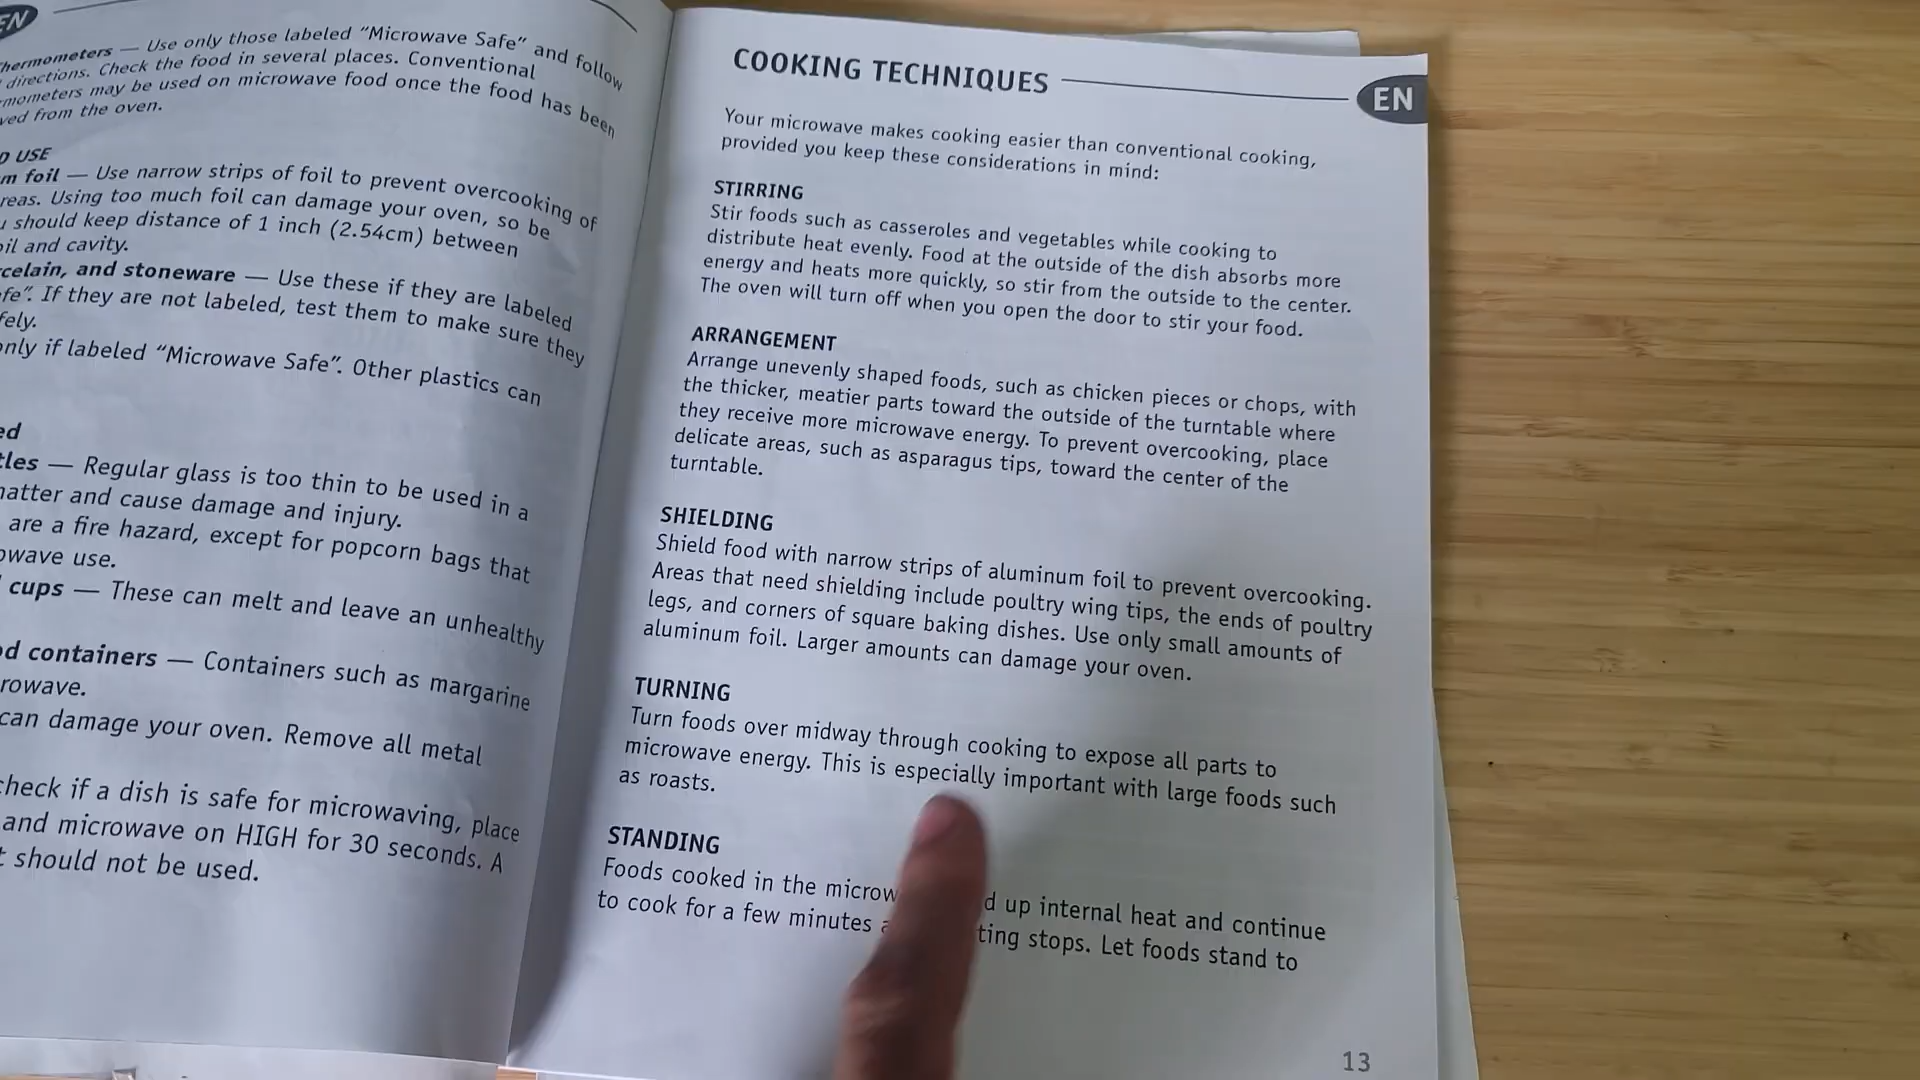 EN
hermometers — Use only those labeled “Microwave Safe” and follow
directions. Check the food in several places. Conventional
mometers may be used on microwave food once the food has been
ved from the oven.
D USE
m foil — Use narrow strips of foil to prevent overcooking of
reas. Using too much foil can damage your oven, so be
u should keep distance of 1 inch (2.54cm) between
oil and cavity.
rcelain, and stoneware — Use these if they are labeled
afe”. If they are not labeled, test them to make sure they
fely.
only if labeled “Microwave Safe”. Other plastics can
ed
tles — Regular glass is too thin to be used in a
matter and cause damage and injury.
are a fire hazard, except for popcorn bags that
owave use.
cups — These can melt and leave an unhealthy
od containers — Containers such as margarine
rowave.
can damage your oven. Remove all metal
check if a dish is safe for microwaving, place
and microwave on HIGH for 30 seconds. A
t should not be used.
COOKING TECHNIQUES
EN
Your microwave makes cooking easier than conventional cooking,
provided you keep these considerations in mind:
STIRRING
Stir foods such as casseroles and vegetables while cooking to
distribute heat evenly. Food at the outside of the dish absorbs more
energy and heats more quickly, so stir from the outside to the center.
The oven will turn off when you open the door to stir your food.
ARRANGEMENT
Arrange unevenly shaped foods, such as chicken pieces or chops, with
the thicker, meatier parts toward the outside of the turntable where
they receive more microwave energy. To prevent overcooking, place
delicate areas, such as asparagus tips, toward the center of the
turntable.
SHIELDING
Shield food with narrow strips of aluminum foil to prevent overcooking.
Areas that need shielding include poultry wing tips, the ends of poultry
legs, and corners of square baking dishes. Use only small amounts of
aluminum foil. Larger amounts can damage your oven.
TURNING
Turn foods over midway through cooking to expose all parts to
microwave energy. This is especially important with large foods such
as roasts.
STANDING
Foods cooked in the microw d up internal heat and continue
to cook for a few minutes a ting stops. Let foods stand to
13